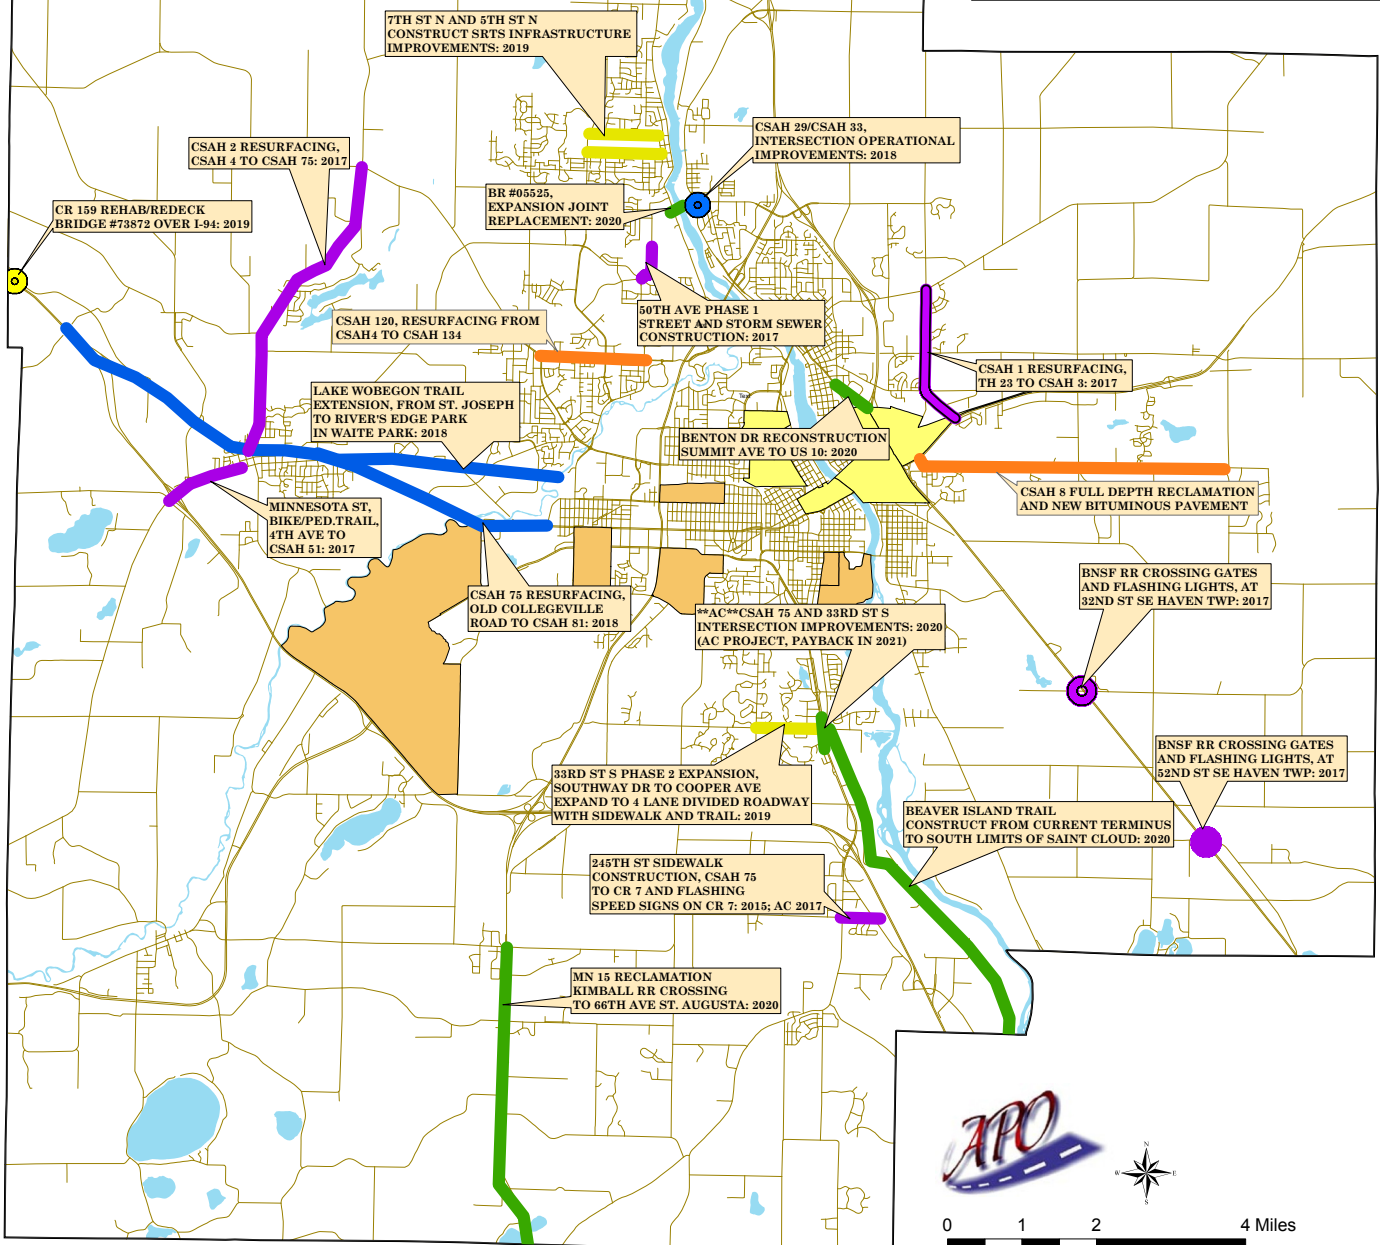 7TH ST N AND 5TH ST N
CONSTRUCT SRTS INFRASTRUCTURE
IMPROVEMENTS: 2019
CSAH 29/CSAH 33,
INTERSECTION OPERATIONAL
IMPROVEMENTS: 2018
CSAH 2 RESURFACING,
CSAH 4 TO CSAH 75: 2017
BR #05525,
EXPANSION JOINT
REPLACEMENT: 2020
CR 159 REHAB/REDECK
BRIDGE #73872 OVER I-94: 2019
50TH AVE PHASE 1
STREET AND STORM SEWER
CONSTRUCTION: 2017
CSAH 120, RESURFACING FROM
CSAH4 TO CSAH 134
CSAH 1 RESURFACING,
TH 23 TO CSAH 3: 2017
LAKE WOBEGON TRAIL
EXTENSION, FROM ST. JOSEPH
TO RIVER'S EDGE PARK
IN WAITE PARK: 2018
BENTON DR RECONSTRUCTION
SUMMIT AVE TO US 10: 2020
CSAH 8 FULL DEPTH RECLAMATION
AND NEW BITUMINOUS PAVEMENT
MINNESOTA ST,
BIKE/PED.TRAIL,
4TH AVE TO
CSAH 51: 2017
CSAH 75 RESURFACING,
OLD COLLEGEVILLE
ROAD TO CSAH 81: 2018
BNSF RR CROSSING GATES
AND FLASHING LIGHTS, AT
32ND ST SE HAVEN TWP: 2017
**AC**CSAH 75 AND 33RD ST S
INTERSECTION IMPROVEMENTS: 2020
(AC PROJECT, PAYBACK IN 2021)
BNSF RR CROSSING GATES
AND FLASHING LIGHTS, AT
52ND ST SE HAVEN TWP: 2017
33RD ST S PHASE 2 EXPANSION,
SOUTHWAY DR TO COOPER AVE
EXPAND TO 4 LANE DIVIDED ROADWAY
WITH SIDEWALK AND TRAIL: 2019
BEAVER ISLAND TRAIL
CONSTRUCT FROM CURRENT TERMINUS
TO SOUTH LIMITS OF SAINT CLOUD: 2020
245TH ST SIDEWALK
CONSTRUCTION, CSAH 75
TO CR 7 AND FLASHING
SPEED SIGNS ON CR 7: 2015; AC 2017
MN 15 RECLAMATION
KIMBALL RR CROSSING
TO 66TH AVE ST. AUGUSTA: 2020
APO
N
W E
S
0 1 2 4 Miles